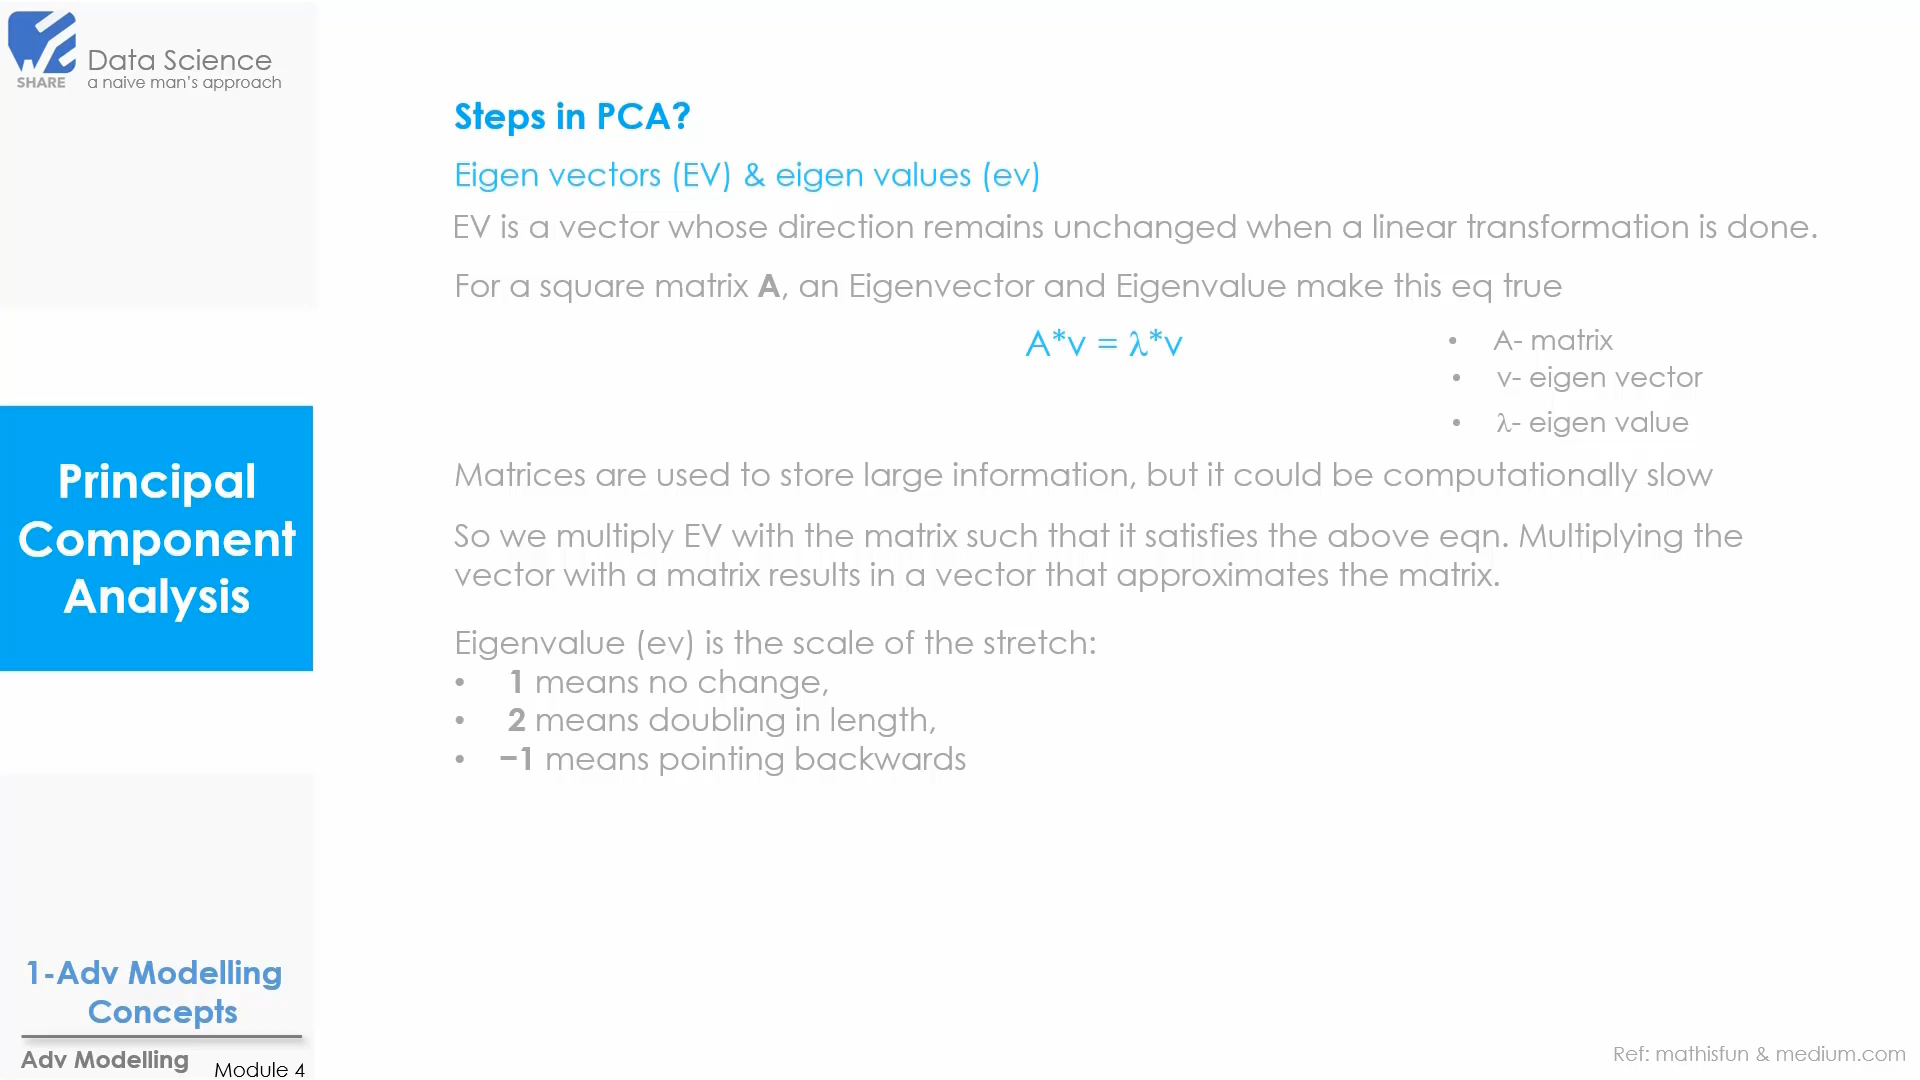 SHARE
Data Science
a naive man's approach
Steps in PCA?
Eigen vectors (EV) & eigen values (ev)
EV is a vector whose direction remains unchanged when a linear transformation is done.
For a square matrix A, an Eigenvector and Eigenvalue make this eq true
A*v = λ*v
• A- matrix
• v- eigen vector
• λ- eigen value
Matrices are used to store large information, but it could be computationally slow
So we multiply EV with the matrix such that it satisfies the above eqn. Multiplying the
vector with a matrix results in a vector that approximates the matrix.
Eigenvalue (ev) is the scale of the stretch:
• 1 means no change,
• 2 means doubling in length,
• −1 means pointing backwards
Principal
Component
Analysis
1-Adv Modelling
Concepts
Adv Modelling
Module 4
Ref: mathisfun & medium.com